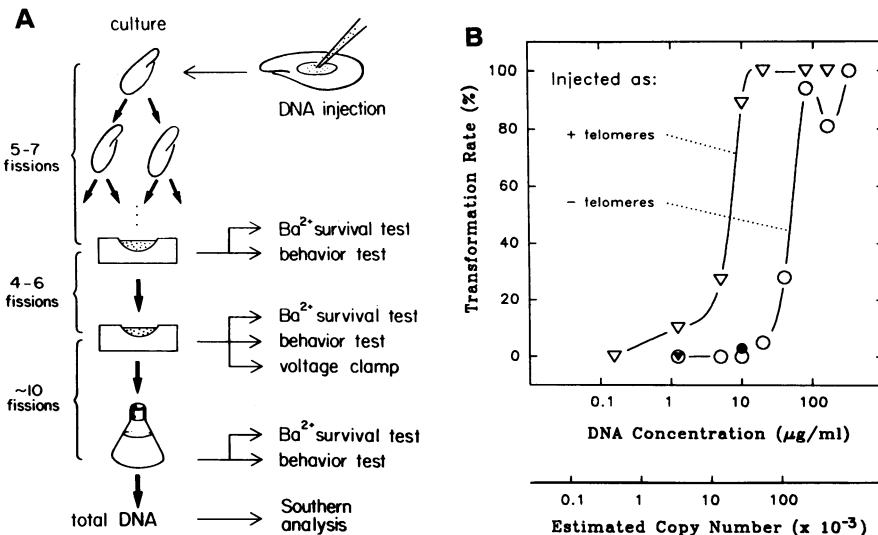 A
culture
DNA injection
5-7
fissions
Ba2+ survival test
behavior test
4-6
fissions
Ba2+ survival test
behavior test
voltage clamp
~10
fissions
Ba2+ survival test
behavior test
total DNA
Southern
analysis
B
Injected as:
+ telomeres
- telomeres
Transformation Rate (%)
100
80
60
40
20
0
0.1 1 10 100
DNA Concentration (μg/ml)
0.1 1 10 100
Estimated Copy Number (x 10-3)